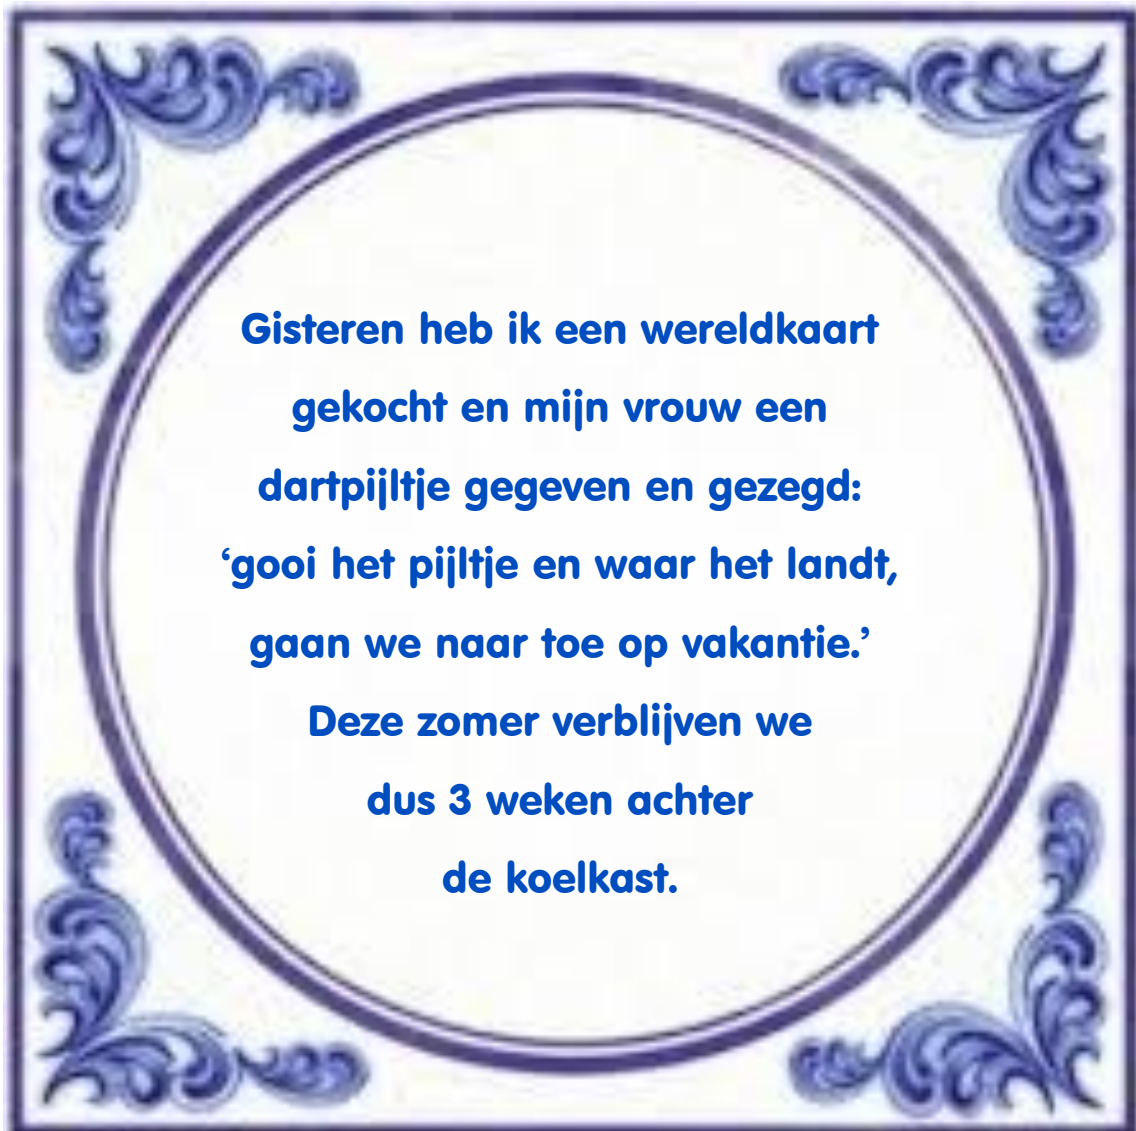 Gisteren heb ik een wereldkaart
gekocht en mijn vrouw een
dartpijltje gegeven en gezegd:
‘gooi het pijltje en waar het landt,
gaan we naar toe op vakantie.’
Deze zomer verblijven we
dus 3 weken achter
de koelkast.